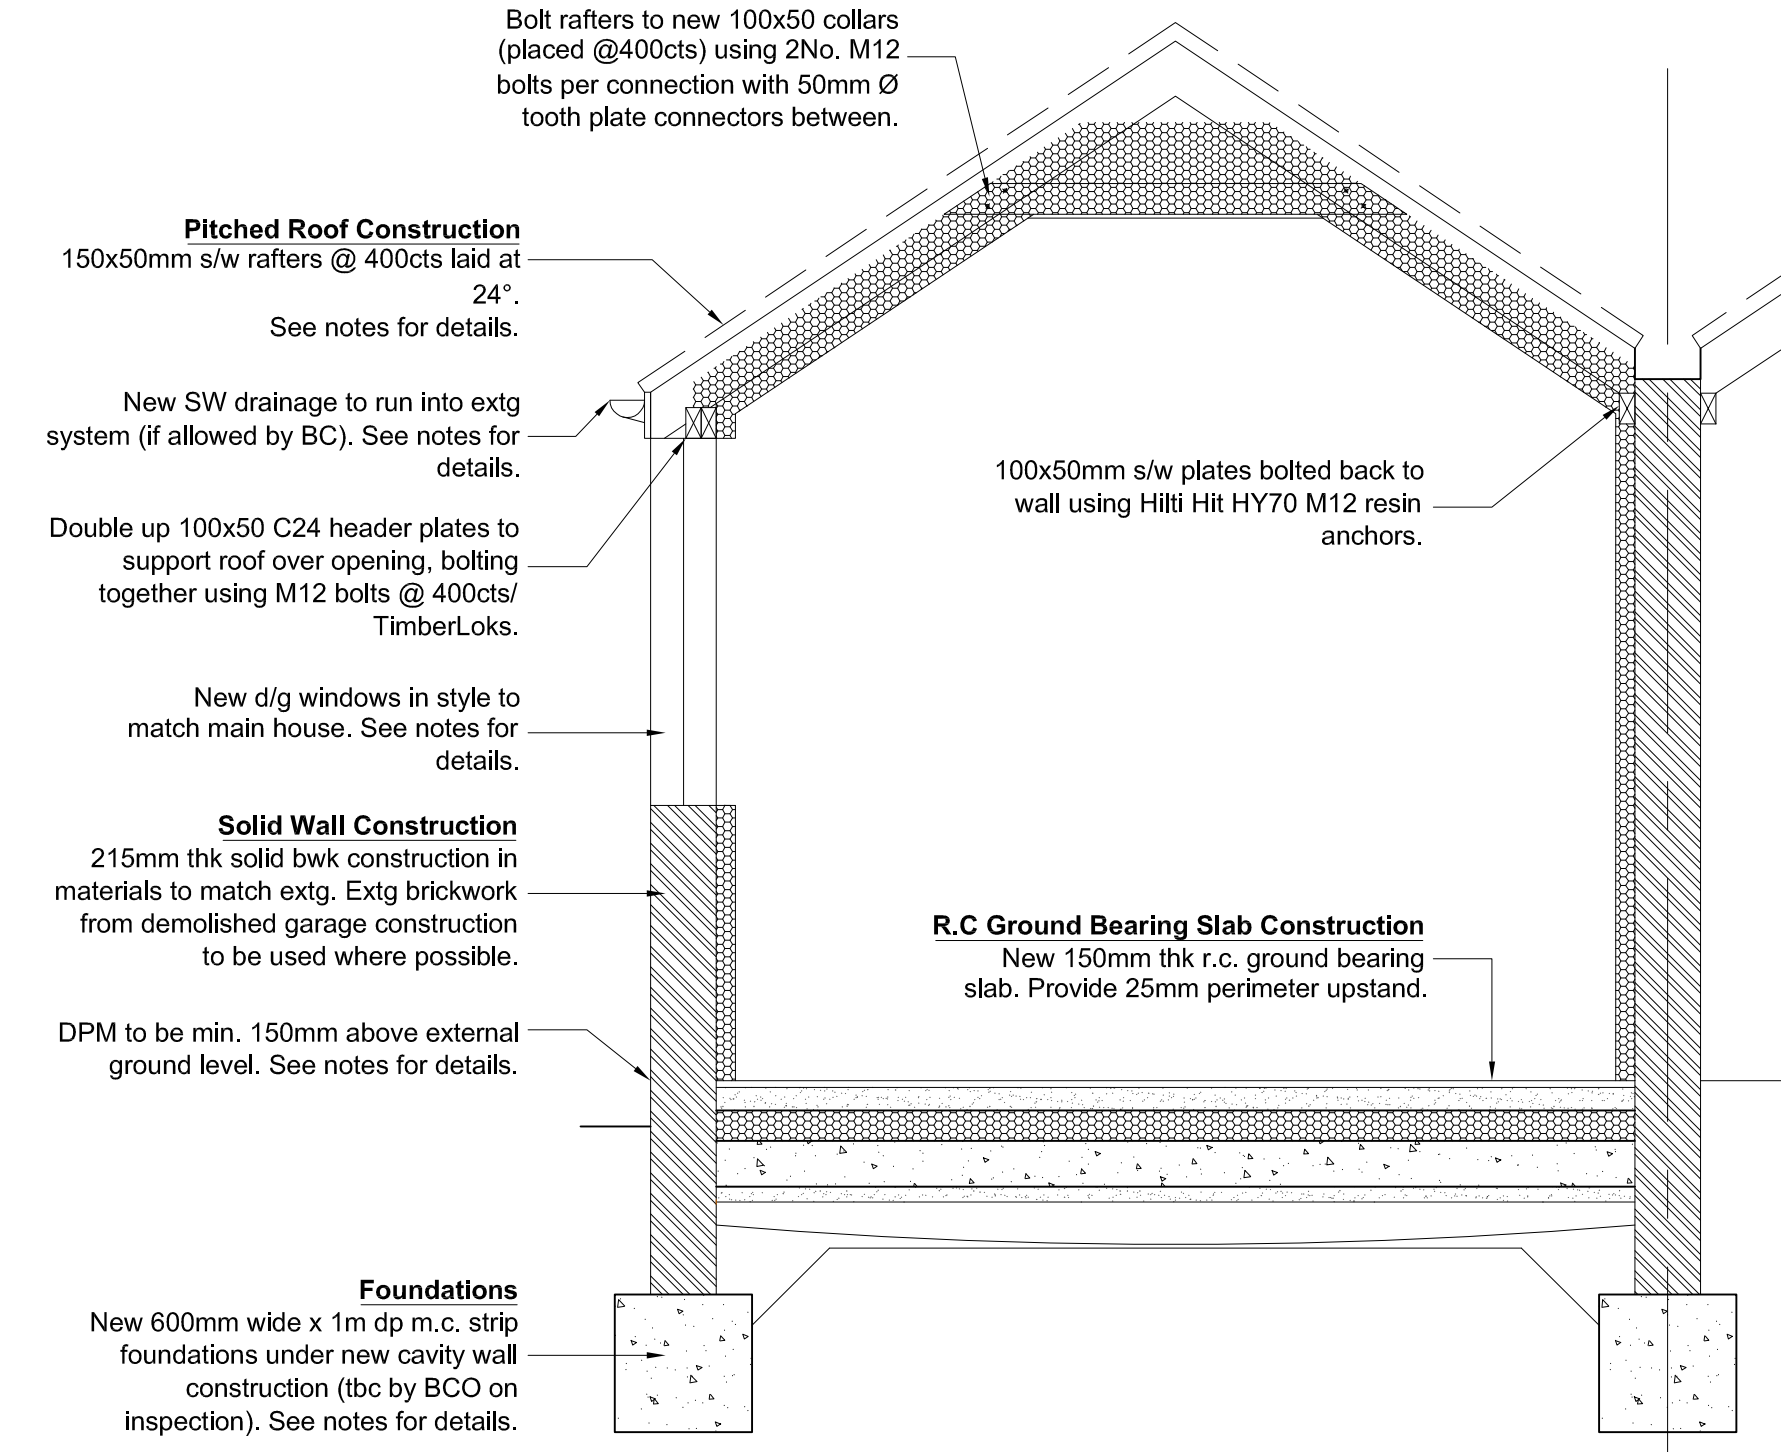 Bolt rafters to new 100x50 collars
(placed @400cts) using 2No. M12
bolts per connection with 50mm Ø
tooth plate connectors between.
Pitched Roof Construction
150x50mm s/w rafters @ 400cts laid at
24°.
See notes for details.
New SW drainage to run into extg
system (if allowed by BC). See notes for
details.
Double up 100x50 C24 header plates to
support roof over opening, bolting
together using M12 bolts @ 400cts/
TimberLoks.
New d/g windows in style to
match main house. See notes for
details.
Solid Wall Construction
215mm thk solid bwk construction in
materials to match extg. Extg brickwork
from demolished garage construction
to be used where possible.
DPM to be min. 150mm above external
ground level. See notes for details.
Foundations
New 600mm wide x 1m dp m.c. strip
foundations under new cavity wall
construction (tbc by BCO on
inspection). See notes for details.
100x50mm s/w plates bolted back to
wall using Hilti Hit HY70 M12 resin
anchors.
R.C Ground Bearing Slab Construction
New 150mm thk r.c. ground bearing
slab. Provide 25mm perimeter upstand.